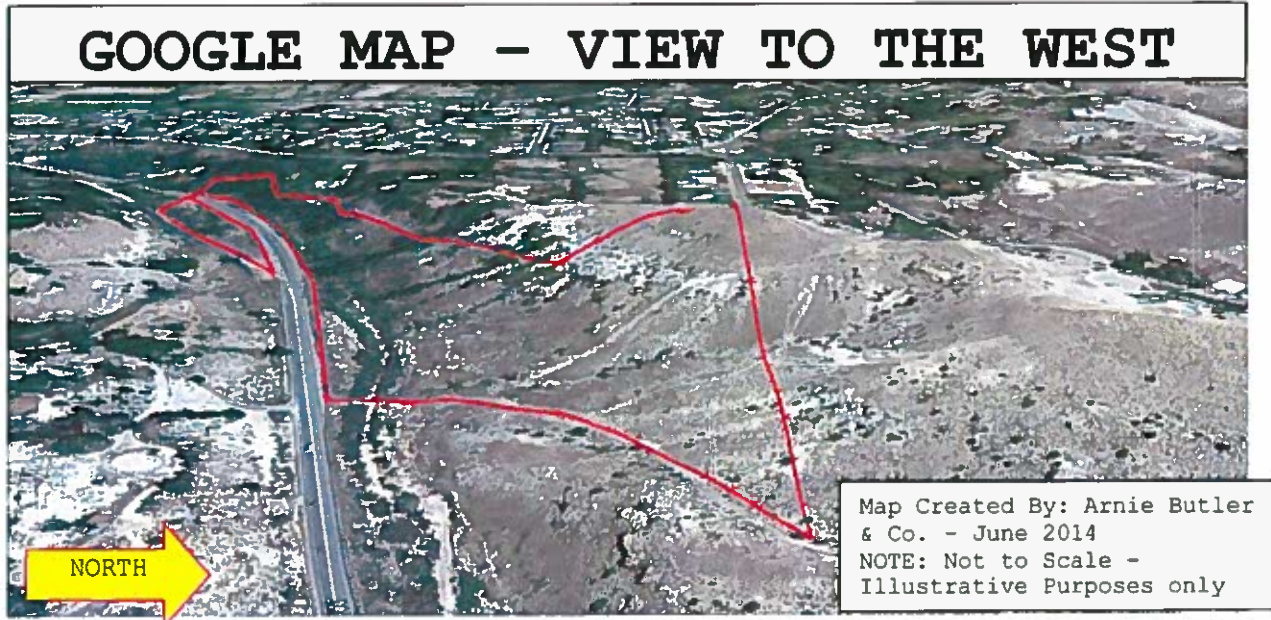 GOOGLE MAP - VIEW TO THE WEST
NORTH
Map Created By: Arnie Butler
& Co. - June 2014
NOTE: Not to Scale -
Illustrative Purposes only